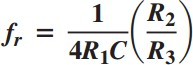 f_r = \frac{1}{4R_1C} \left( \frac{R_2}{R_3} \right)